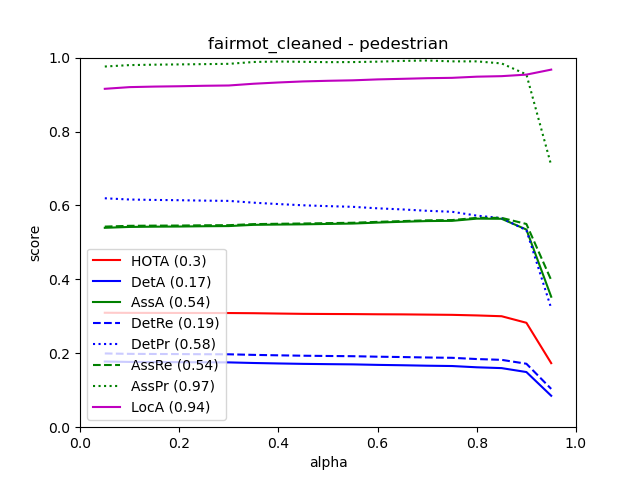 fairmot_cleaned - pedestrian
1.0
0.8
0.6
0.4
0.2
0.0
score
HOTA (0.3)
DetA (0.17)
AssA (0.54)
DetRe (0.19)
DetPr (0.58)
AssRe (0.54)
AssPr (0.97)
LocA (0.94)
0.0 0.2 0.4 0.6 0.8 1.0
alpha